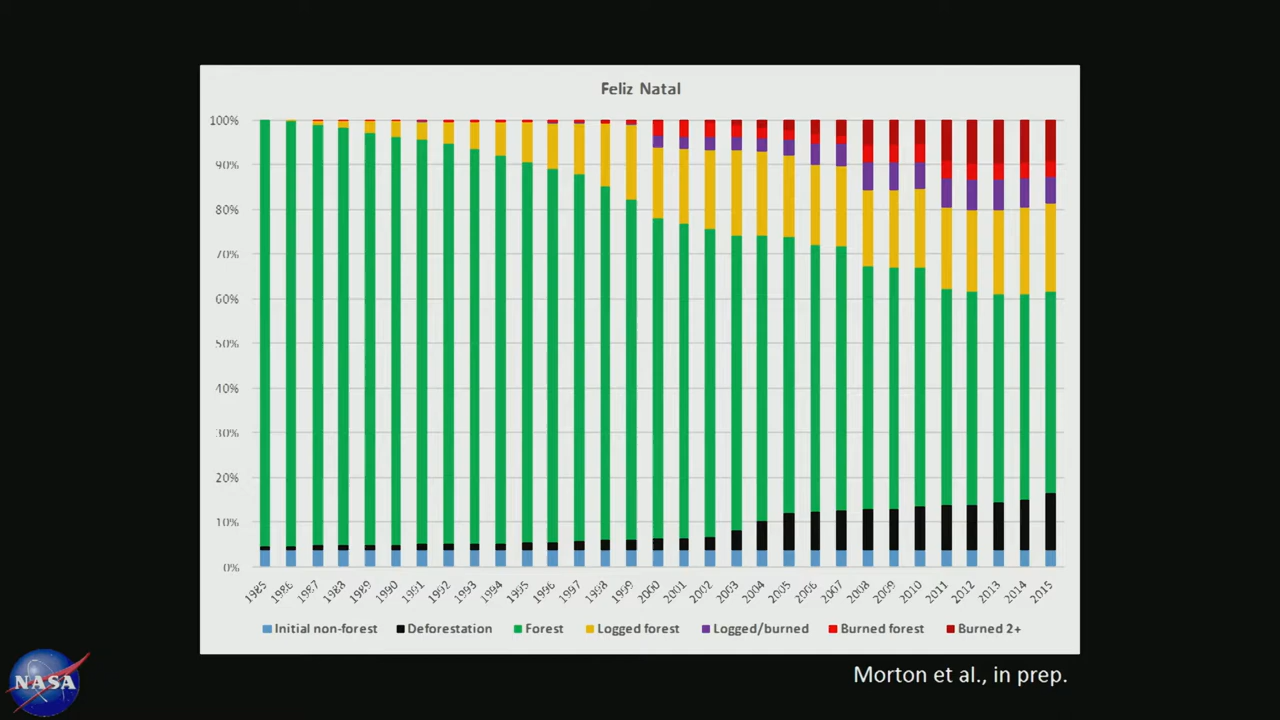 Feliz Natal
100%
90%
80%
70%
60%
50%
40%
30%
20%
10%
0%
1985 1986 1987 1988 1989 1990 1991 1992 1993 1994 1995 1996 1997 1998 1999 2000 2001 2002 2003 2004 2005 2006 2007 2008 2009 2010 2011 2012 2013 2014 2015
Initial non-forest Deforestation Forest Logged forest Logged/burned Burned forest Burned 2+
NASA
Morton et al., in prep.